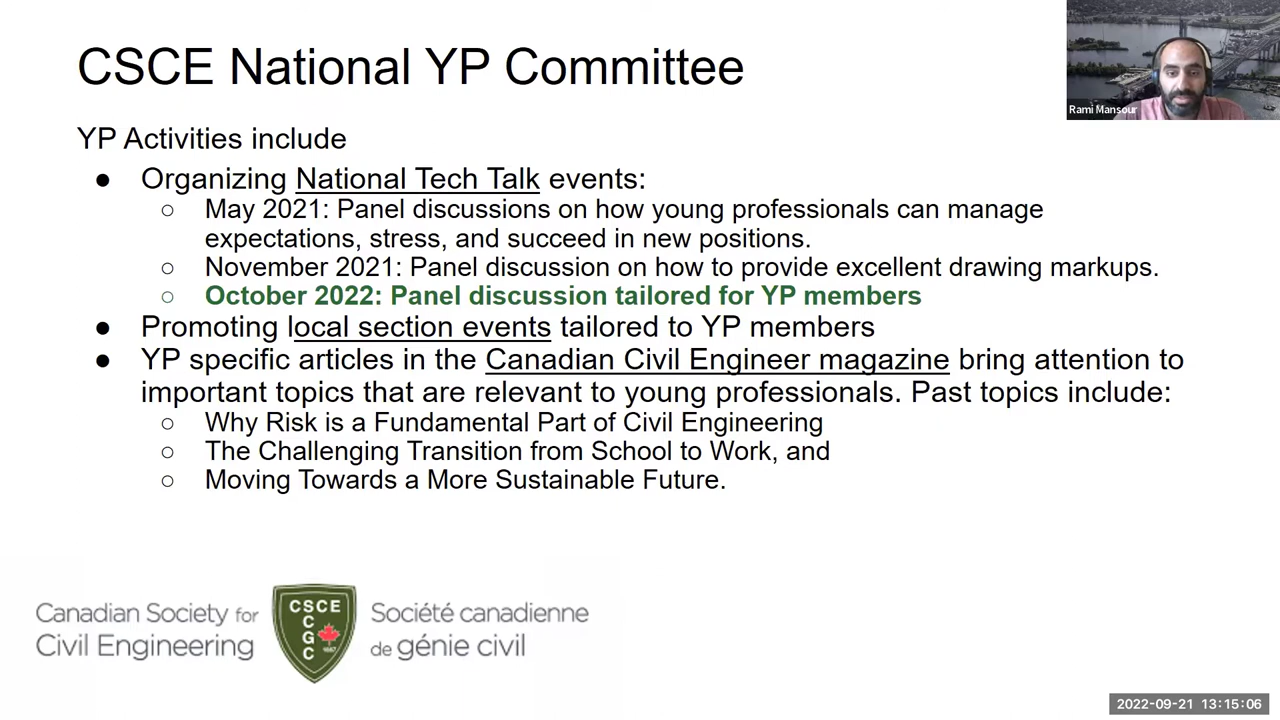 CSCE National YP Committee
Rami Mansour
YP Activities include
● Organizing National Tech Talk events:
○ May 2021: Panel discussions on how young professionals can manage
expectations, stress, and succeed in new positions.
○ November 2021: Panel discussion on how to provide excellent drawing markups.
○ October 2022: Panel discussion tailored for YP members
● Promoting local section events tailored to YP members
● YP specific articles in the Canadian Civil Engineer magazine bring attention to
important topics that are relevant to young professionals. Past topics include:
○ Why Risk is a Fundamental Part of Civil Engineering
○ The Challenging Transition from School to Work, and
○ Moving Towards a More Sustainable Future.
Canadian Society for
Civil Engineering
CSCE
CGC
1887
Société canadienne
de génie civil
2022-09-21 13:15:06